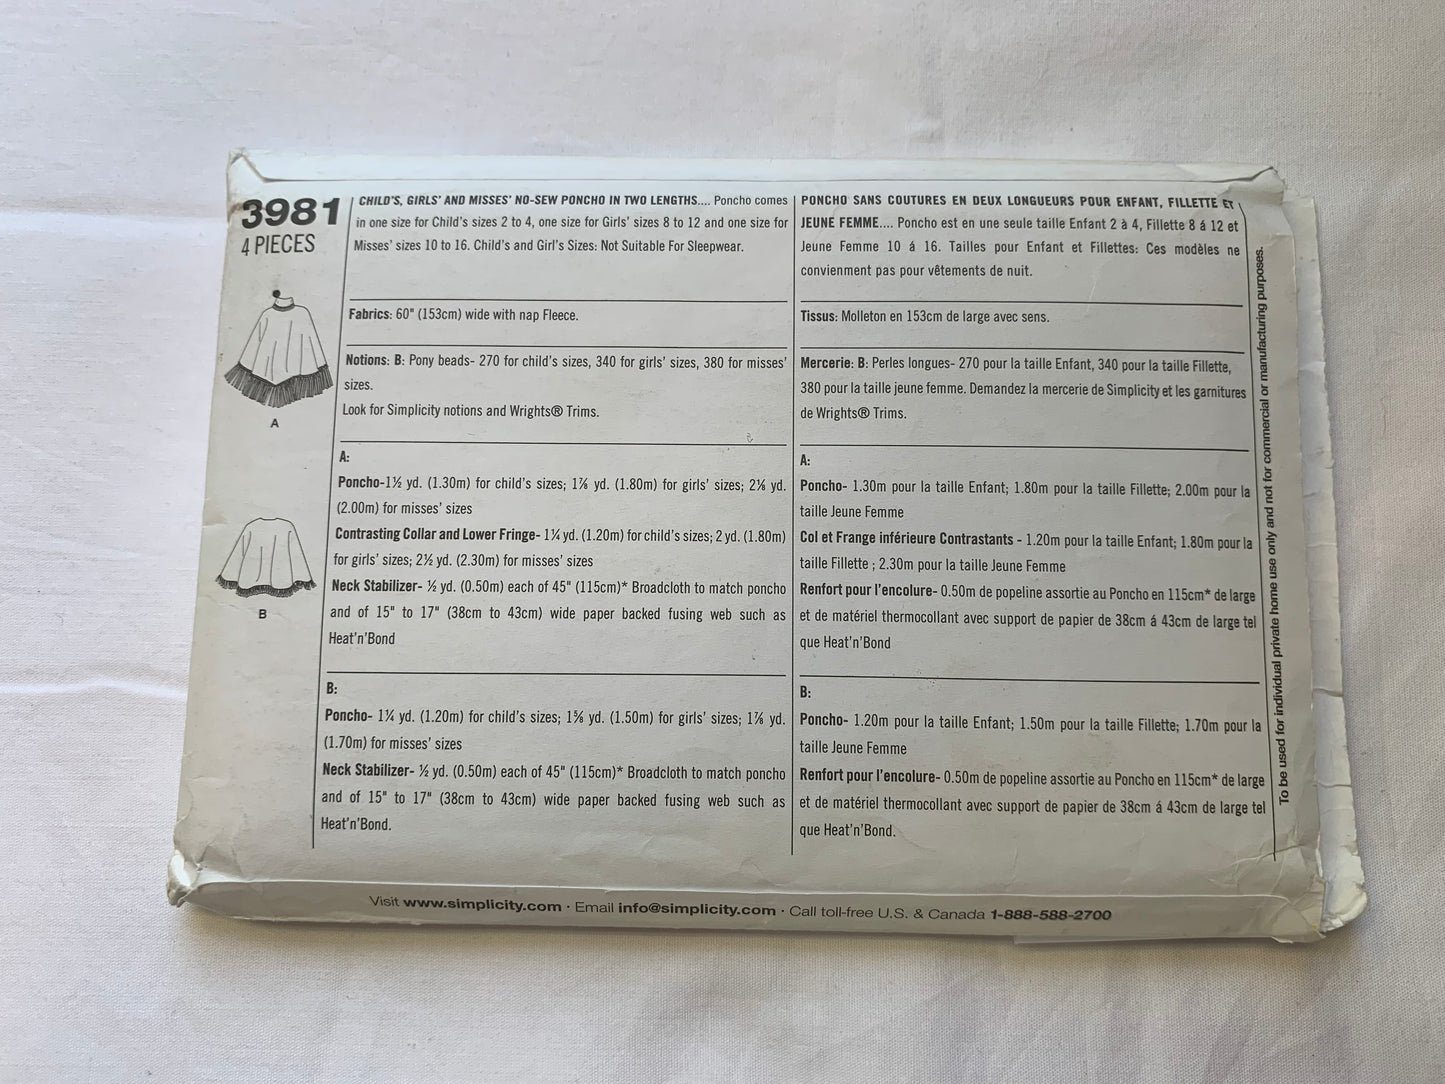 3981
4 PIECES
A
B
CHILD'S, GIRLS' AND MISSES' NO-SEW PONCHO IN TWO LENGTHS.... Poncho comes
in one size for Child's sizes 2 to 4, one size for Girls' sizes 8 to 12 and one size for
Misses' sizes 10 to 16. Child's and Girl's Sizes: Not Suitable For Sleepwear.
Fabrics: 60" (153cm) wide with nap Fleece.
Notions: B: Pony beads- 270 for child's sizes, 340 for girls' sizes, 380 for misses'
sizes.
Look for Simplicity notions and Wrights® Trims.
A:
Poncho-1½ yd. (1.30m) for child's sizes; 1⅞ yd. (1.80m) for girls' sizes; 2⅛ yd.
(2.00m) for misses' sizes
Contrasting Collar and Lower Fringe- 1¼ yd. (1.20m) for child's sizes; 2 yd. (1.80m)
for girls' sizes; 2½ yd. (2.30m) for misses' sizes
Neck Stabilizer- ½ yd. (0.50m) each of 45" (115cm)* Broadcloth to match poncho
and of 15" to 17" (38cm to 43cm) wide paper backed fusing web such as
Heat'n'Bond
B:
Poncho- 1¼ yd. (1.20m) for child's sizes; 1⅝ yd. (1.50m) for girls' sizes; 1⅞ yd.
(1.70m) for misses' sizes
Neck Stabilizer- ½ yd. (0.50m) each of 45" (115cm)* Broadcloth to match poncho
and of 15" to 17" (38cm to 43cm) wide paper backed fusing web such as
Heat'n'Bond.
PONCHO SANS COUTURES EN DEUX LONGUEURS POUR ENFANT, FILLETTE ET
JEUNE FEMME.... Poncho est en une seule taille Enfant 2 à 4, Fillette 8 á 12 et
Jeune Femme 10 á 16. Tailles pour Enfant et Fillettes: Ces modèles ne
convienment pas pour vêtements de nuit.
Tissus: Molleton en 153cm de large avec sens.
Mercerie: B: Perles longues- 270 pour la taille Enfant, 340 pour la taille Fillette,
380 pour la taille jeune femme. Demandez la mercerie de Simplicity et les garnitures
de Wrights® Trims.
A:
Poncho- 1.30m pour la taille Enfant; 1.80m pour la taille Fillette; 2.00m pour la
taille Jeune Femme
Col et Frange inférieure Contrastants - 1.20m pour la taille Enfant; 1.80m pour la
taille Fillette ; 2.30m pour la taille Jeune Femme
Renfort pour l'encolure- 0.50m de popeline assortie au Poncho en 115cm* de large
et de matériel thermocollant avec support de papier de 38cm á 43cm de large tel
que Heat'n'Bond
B:
Poncho- 1.20m pour la taille Enfant; 1.50m pour la taille Fillette; 1.70m pour la
taille Jeune Femme
Renfort pour l'encolure- 0.50m de popeline assortie au Poncho en 115cm* de large
et de matériel thermocollant avec support de papier de 38cm á 43cm de large tel
que Heat'n'Bond.
To be used for individual private home use only and not for commercial or manufacturing purposes.
Visit www.simplicity.com · Email info@simplicity.com · Call toll-free U.S. & Canada 1-888-588-2700